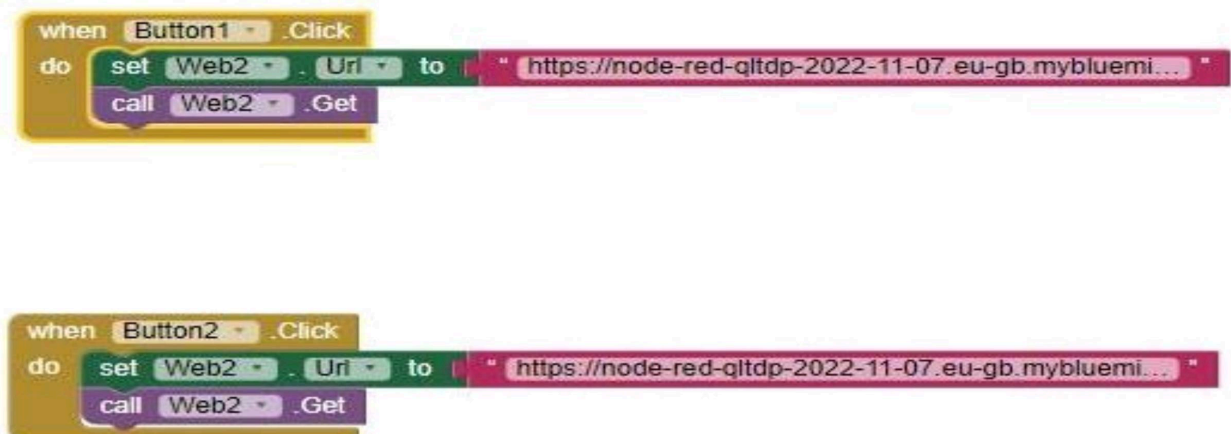 when Button1 .Click
do set Web2 . Url to " https://node-red-qltdp-2022-11-07.eu-gb.mybluemi... "
call Web2 .Get
when Button2 .Click
do set Web2 . Url to " https://node-red-qltdp-2022-11-07.eu-gb.mybluemi... "
call Web2 .Get